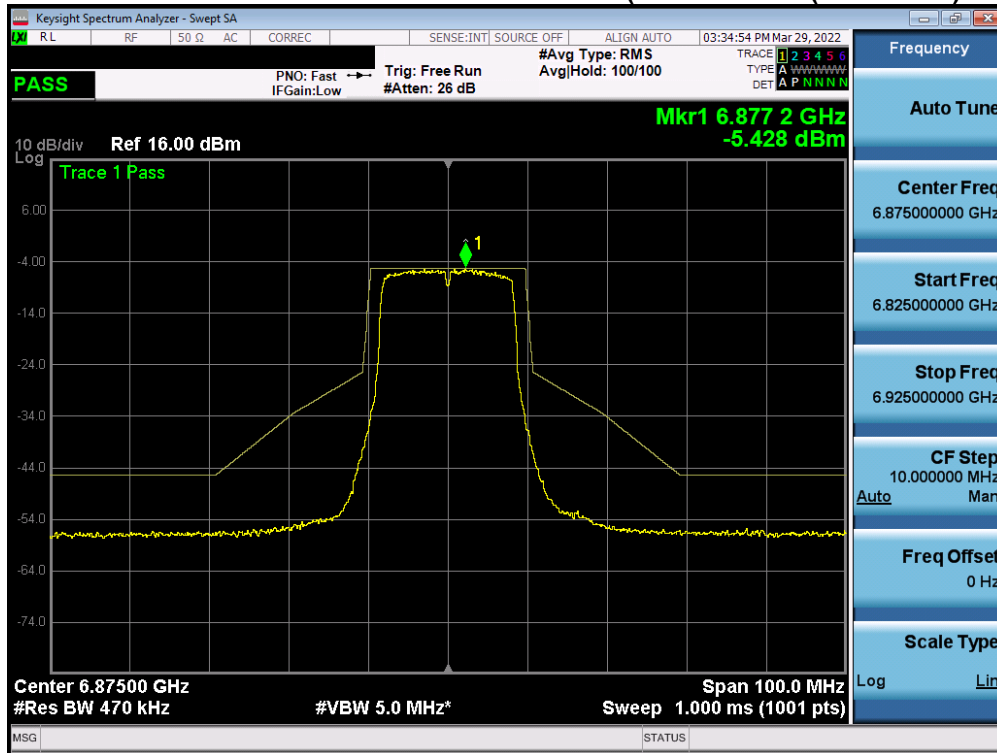 Keysight Spectrum Analyzer - Swept SA
LXI RL RF 50 Ω AC CORREC SENSE:INT SOURCE OFF ALIGN AUTO 03:34:54 PM Mar 29, 2022
PASS
PNO: Fast
IFGain:Low
Trig: Free Run
#Atten: 26 dB
#Avg Type: RMS
Avg|Hold: 100/100
TRACE 1 2 3 4 5 6
TYPE A WWWWW
DET A P N N N N
Mkr1 6.877 2 GHz
-5.428 dBm
10 dB/div Ref 16.00 dBm
Log
Trace 1 Pass
1
6.00
-4.00
-14.0
-24.0
-34.0
-44.0
-54.0
-64.0
-74.0
Center 6.87500 GHz Span 100.0 MHz
#Res BW 470 kHz #VBW 5.0 MHz* Sweep 1.000 ms (1001 pts)
MSG STATUS
Frequency
Auto Tune
Center Freq
6.875000000 GHz
Start Freq
6.825000000 GHz
Stop Freq
6.925000000 GHz
CF Step
10.000000 MHz
Auto Man
Freq Offset
0 Hz
Scale Type
Log Lin